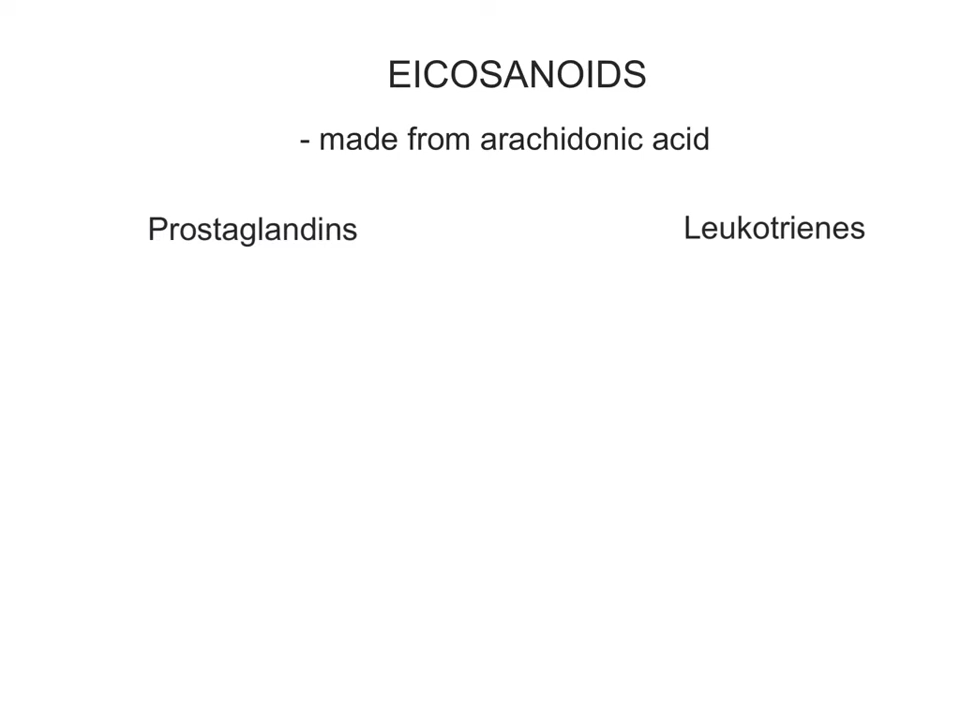 EICOSANOIDS
- made from arachidonic acid
Prostaglandins
Leukotrienes